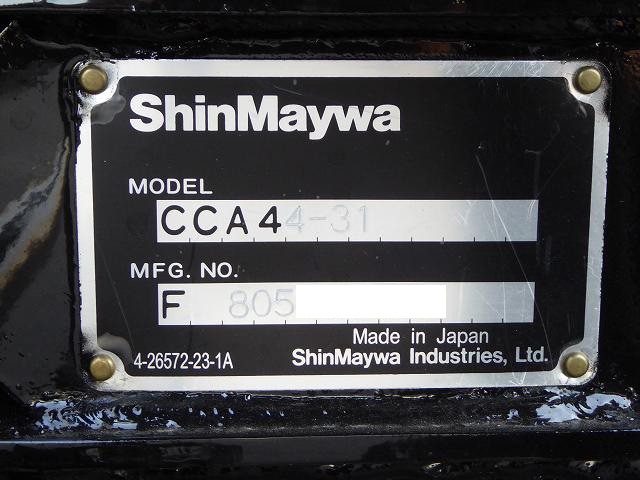 ShinMaywa
MODEL
CCA44-31
MFG. NO.
F 805
Made in Japan
4-26572-23-1A
ShinMaywa Industries, Ltd.